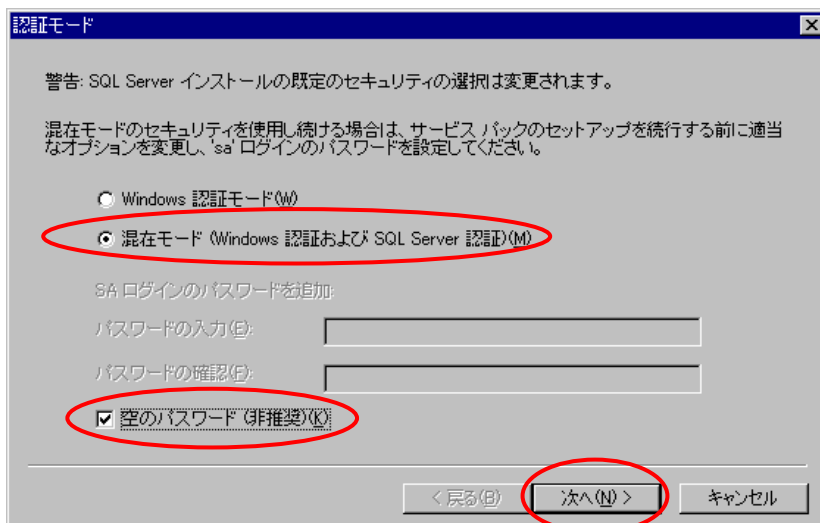 認証モード
警告: SQL Server インストールの既定のセキュリティの選択は変更されます。
混在モードのセキュリティを使用し続ける場合は、サービス パックのセットアップを続行する前に適当
なオプションを変更し、'sa' ログインのパスワードを設定してください。
Windows 認証モード(W)
混在モード (Windows 認証および SQL Server 認証)(M)
SA ログインのパスワードを追加:
パスワードの入力(E):
パスワードの確認(F):
空のパスワード (非推奨)(K)
< 戻る(B) 次へ(N) > キャンセル